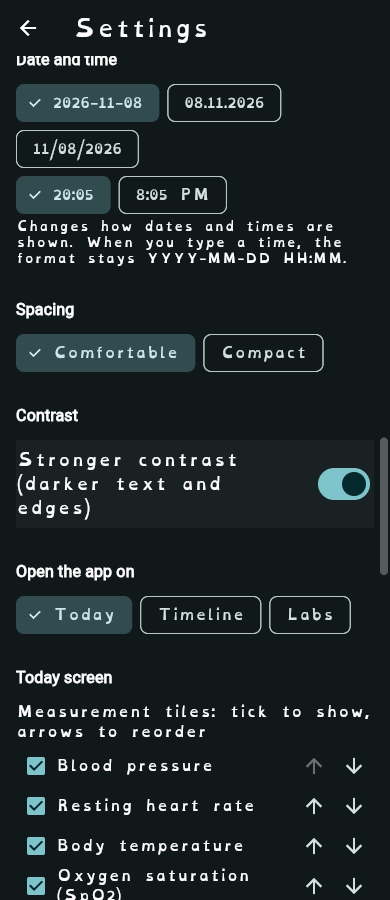 Settings
Date and time
2026-11-08
08.11.2026
11/08/2026
20:05
8:05 PM
Changes how dates and times are
shown. When you type a time, the
format stays YYYY-MM-DD HH:MM.
Spacing
Comfortable
Compact
Contrast
Stronger contrast
(darker text and
edges)
Open the app on
Today
Timeline
Labs
Today screen
Measurement tiles: tick to show,
arrows to reorder
Blood pressure
Resting heart rate
Body temperature
Oxygen saturation
(SpO2)